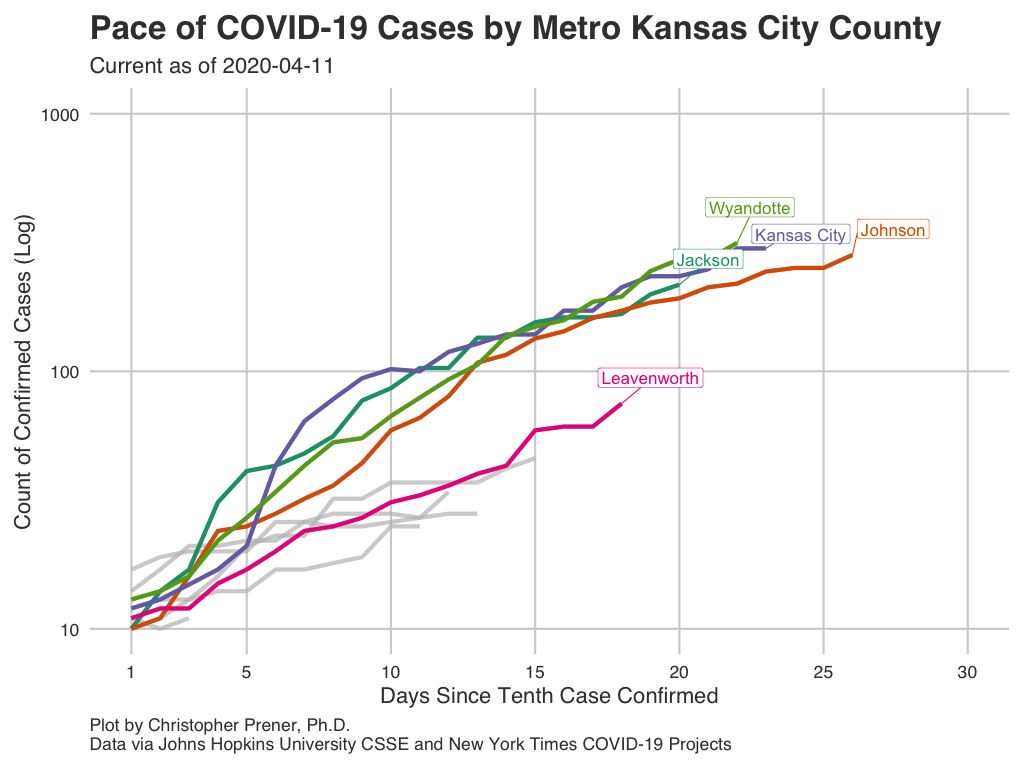 Pace of COVID-19 Cases by Metro Kansas City County
Current as of 2020-04-11
Count of Confirmed Cases (Log)
1000
100
10
Wyandotte
Kansas City
Johnson
Jackson
Leavenworth
1 5 10 15 20 25 30
Days Since Tenth Case Confirmed
Plot by Christopher Prener, Ph.D.
Data via Johns Hopkins University CSSE and New York Times COVID-19 Projects